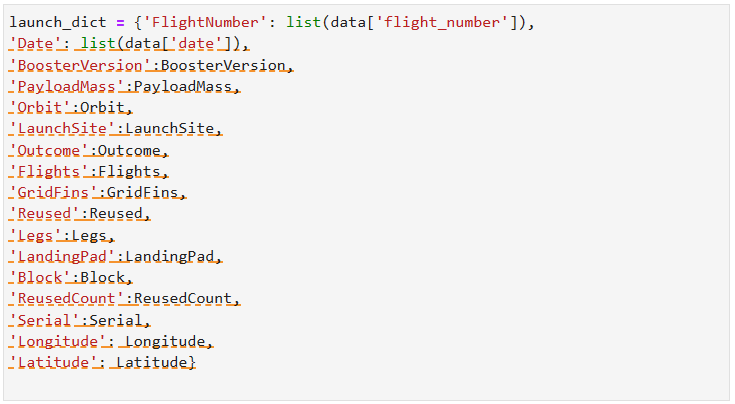 launch_dict = {'FlightNumber': list(data['flight_number']),
'Date': list(data['date']),
'BoosterVersion':BoosterVersion,
'PayloadMass':PayloadMass,
'Orbit':Orbit,
'LaunchSite':LaunchSite,
'Outcome':Outcome,
'Flights':Flights,
'GridFins':GridFins,
'Reused':Reused,
'Legs':Legs,
'LandingPad':LandingPad,
'Block':Block,
'ReusedCount':ReusedCount,
'Serial':Serial,
'Longitude': Longitude,
'Latitude': Latitude}